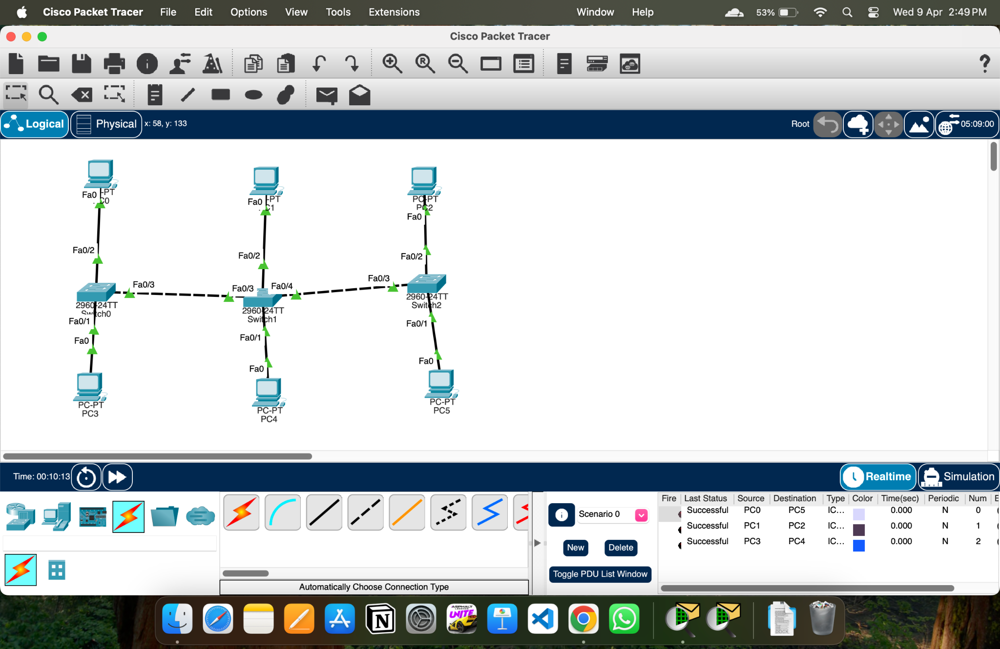 Cisco Packet Tracer File Edit Options View Tools Extensions Window Help 53% Wed 9 Apr 2:49 PM
Cisco Packet Tracer
Logical Physical x: 58, y: 133 Root 05:09:00
Fa0 -PT
C0
Fa0 -PT
C1
PC-PT
PC2
Fa0
Fa0/2
Fa0/2
Fa0/2
Fa0/3
Fa0/3
Fa0/4
Fa0/3
2960-24TT
Switch0
2960-24TT
Switch1
2960-24TT
Switch2
Fa0/1
Fa0
Fa0/1
Fa0
Fa0/1
Fa0
PC-PT
PC3
PC-PT
PC4
PC-PT
PC5
Time: 00:10:13 Realtime Simulation
Scenario 0
New Delete
Toggle PDU List Window
Fire Last Status Source Destination Type Color Time(sec) Periodic Num
Successful PC0 PC5 IC... 0.000 N 0
Successful PC1 PC2 IC... 0.000 N 1
Successful PC3 PC4 IC... 0.000 N 2
Automatically Choose Connection Type
ASPHALT
LEGENDS
UNITE
DOCX